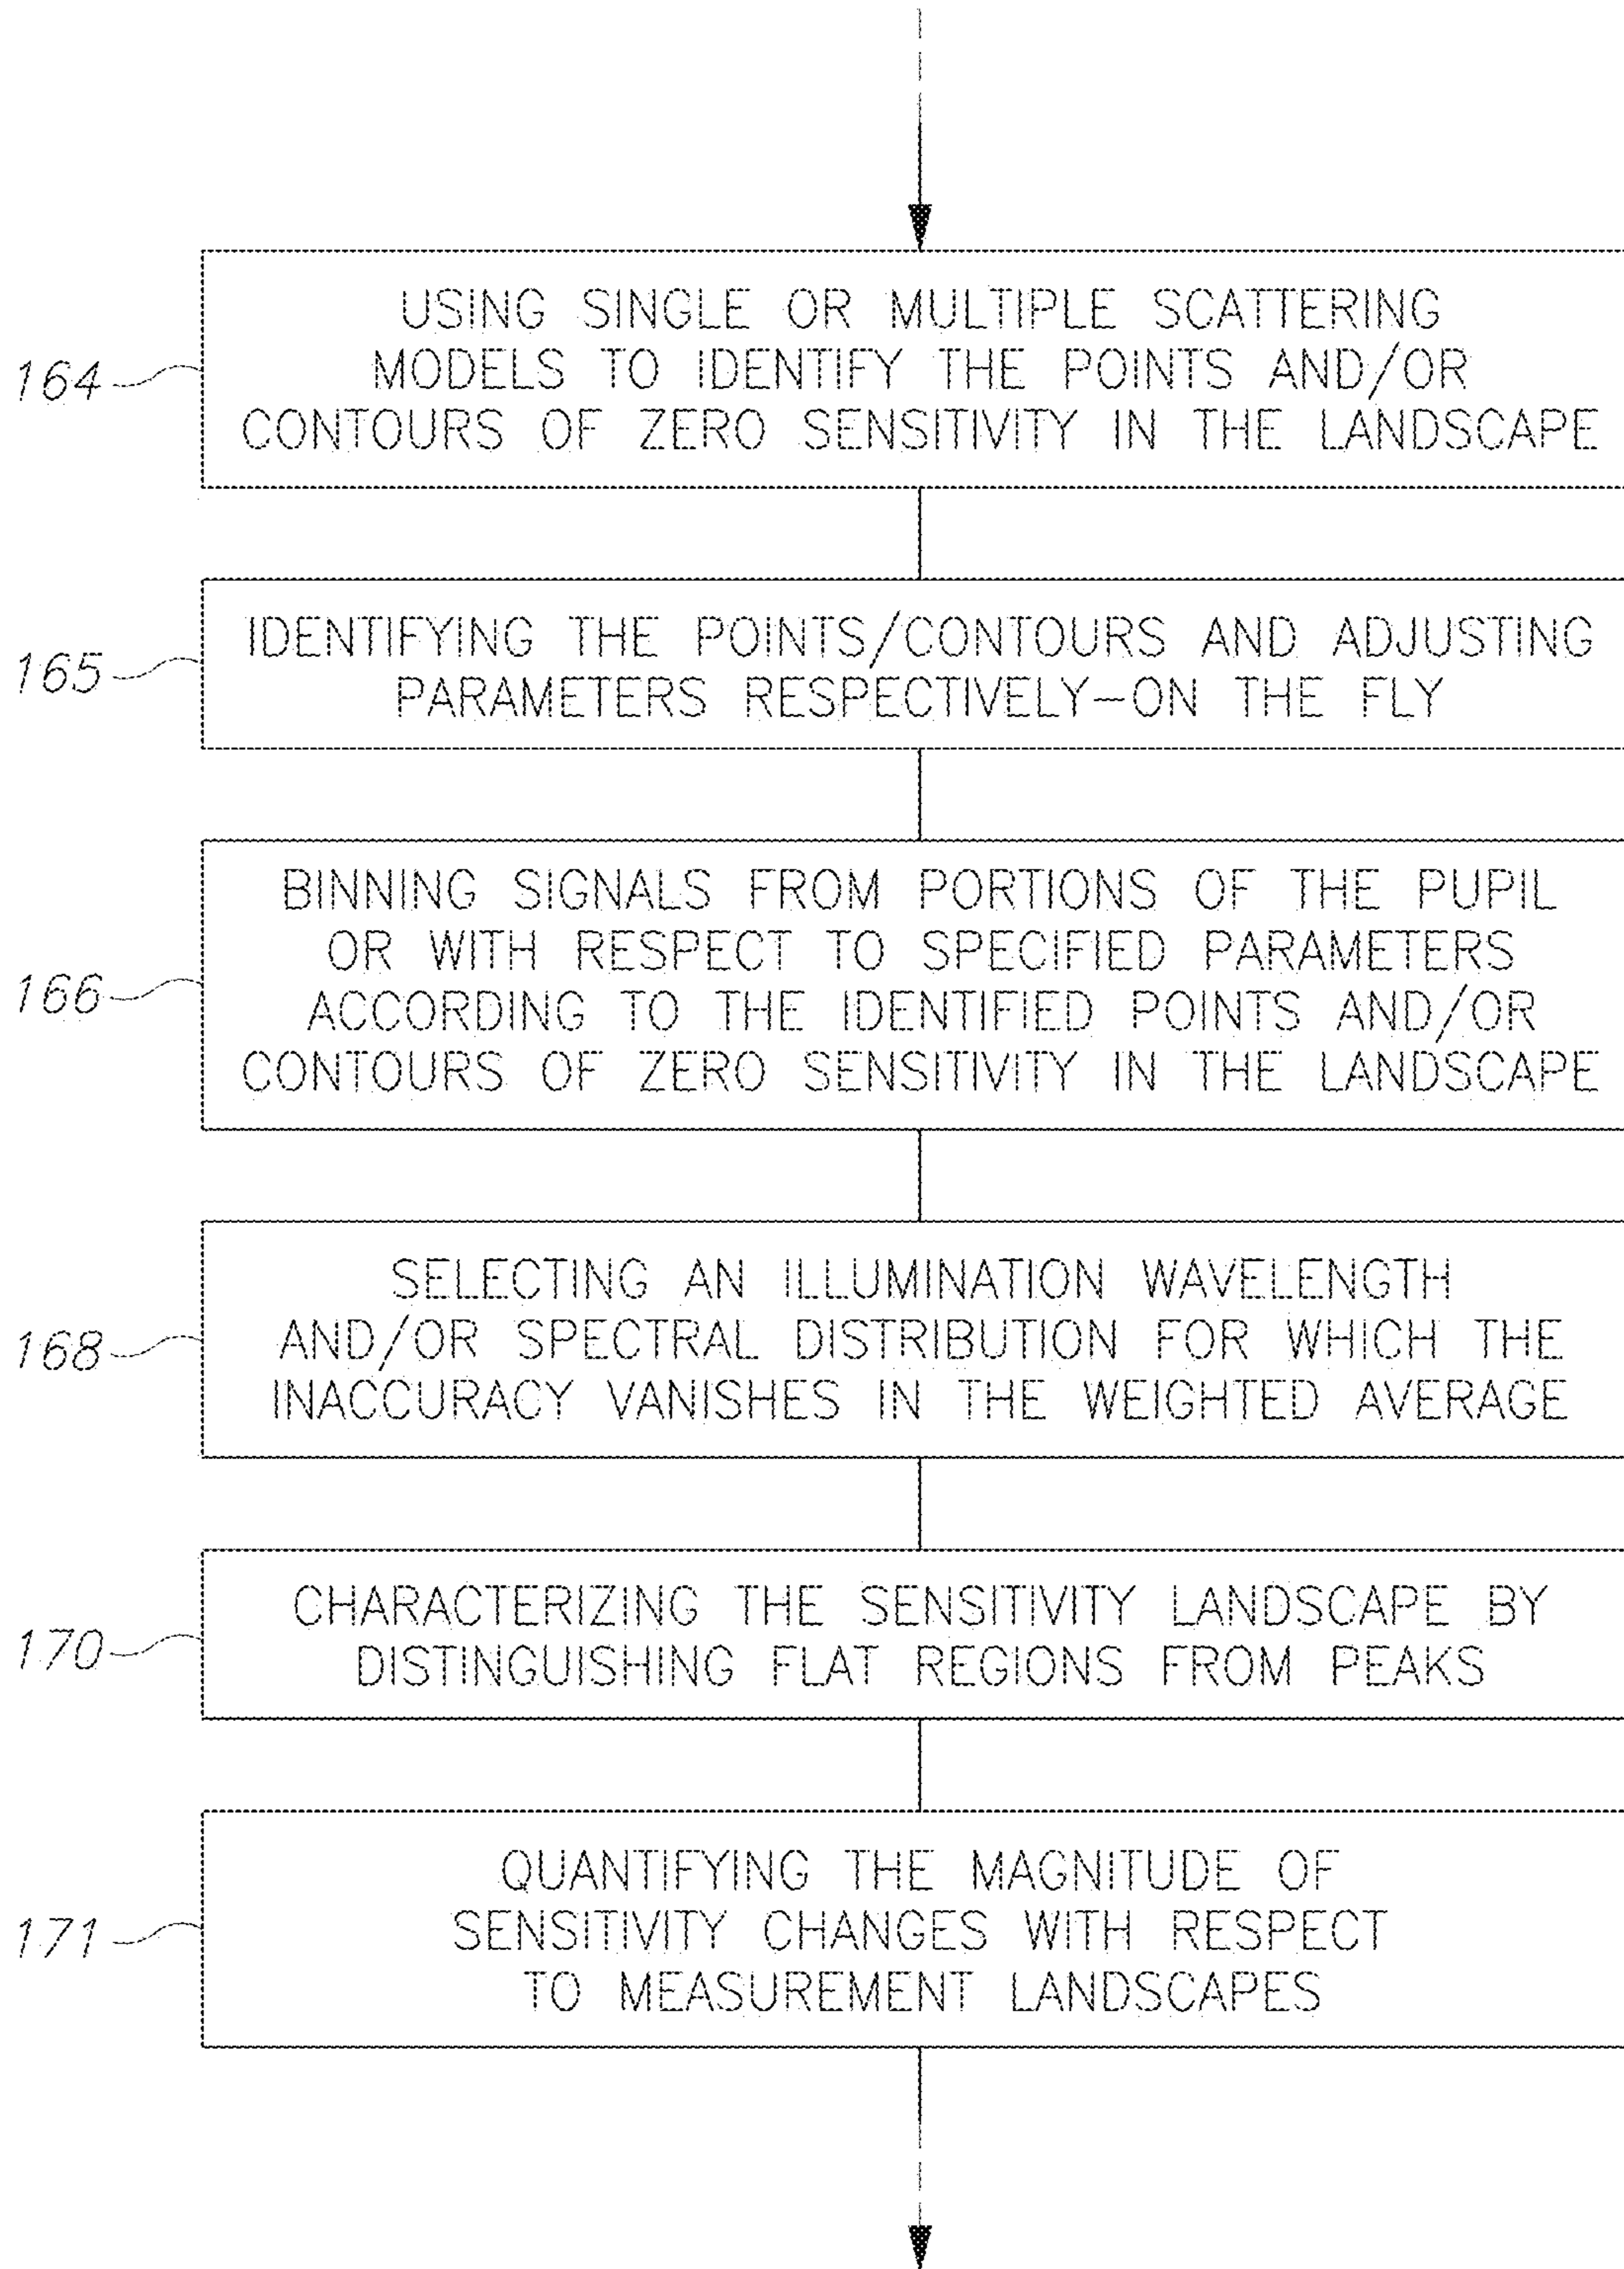 USING SINGLE OR MULTIPLE SCATTERING
MODELS TO IDENTIFY THE POINTS AND/OR
CONTOURS OF ZERO SENSITIVITY IN THE LANDSCAPE
164
IDENTIFYING THE POINTS/CONTOURS AND ADJUSTING
PARAMETERS RESPECTIVELY-ON THE FLY
165
BINNING SIGNALS FROM PORTIONS OF THE PUPIL
OR WITH RESPECT TO SPECIFIED PARAMETERS
ACCORDING TO THE IDENTIFIED POINTS AND/OR
CONTOURS OF ZERO SENSITIVITY IN THE LANDSCAPE
166
SELECTING AN ILLUMINATION WAVELENGTH
AND/OR SPECTRAL DISTRIBUTION FOR WHICH THE
INACCURACY VANISHES IN THE WEIGHTED AVERAGE
168
CHARACTERIZING THE SENSITIVITY LANDSCAPE BY
DISTINGUISHING FLAT REGIONS FROM PEAKS
170
QUANTIFYING THE MAGNITUDE OF
SENSITIVITY CHANGES WITH RESPECT
TO MEASUREMENT LANDSCAPES
171